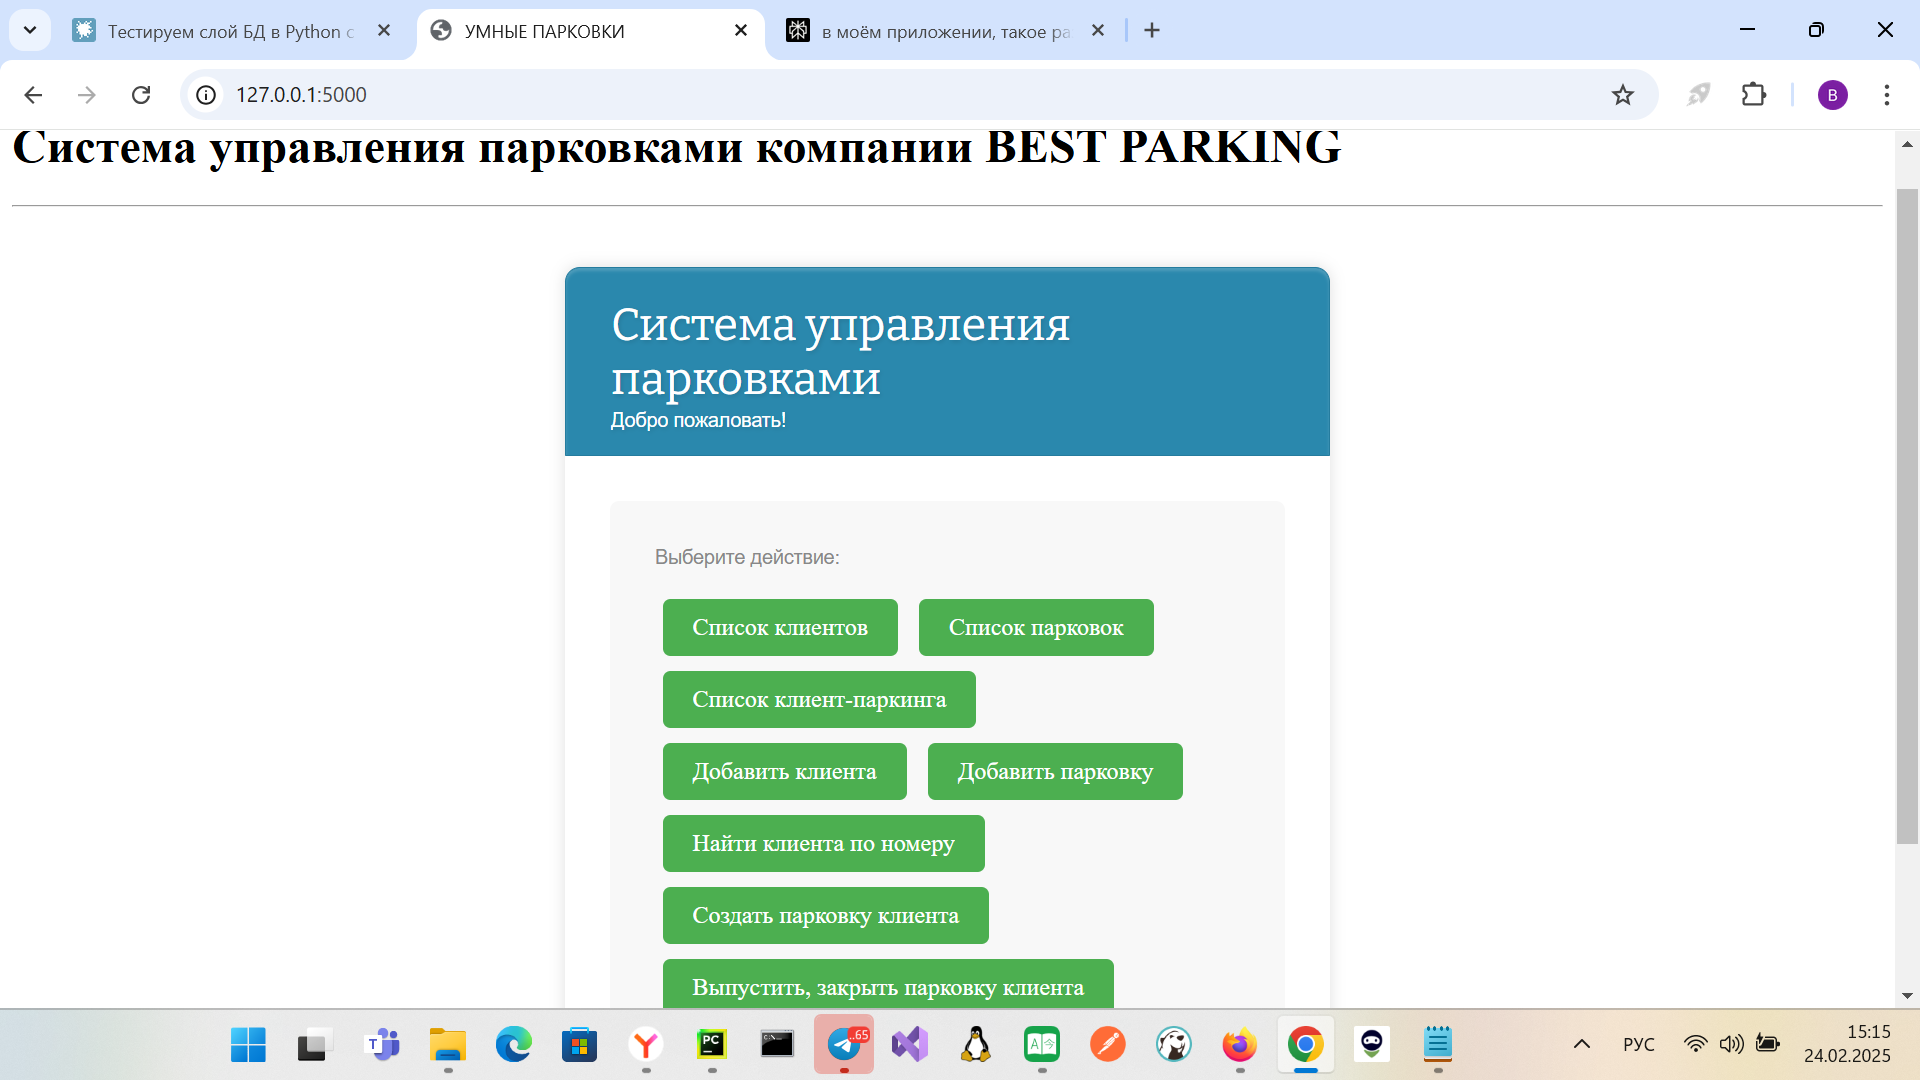 Тестируем слой БД в Python с
УМНЫЕ ПАРКОВКИ
в моём приложении, такое ра
127.0.0.1:5000
B
Система управления парковками компании BEST PARKING
Система управления
парковками
Добро пожаловать!
Выберите действие:
Список клиентов
Список парковок
Список клиент-паркинга
Добавить клиента
Добавить парковку
Найти клиента по номеру
Создать парковку клиента
Выпустить, закрыть парковку клиента
T
PC
..65
РУС
15:15
24.02.2025